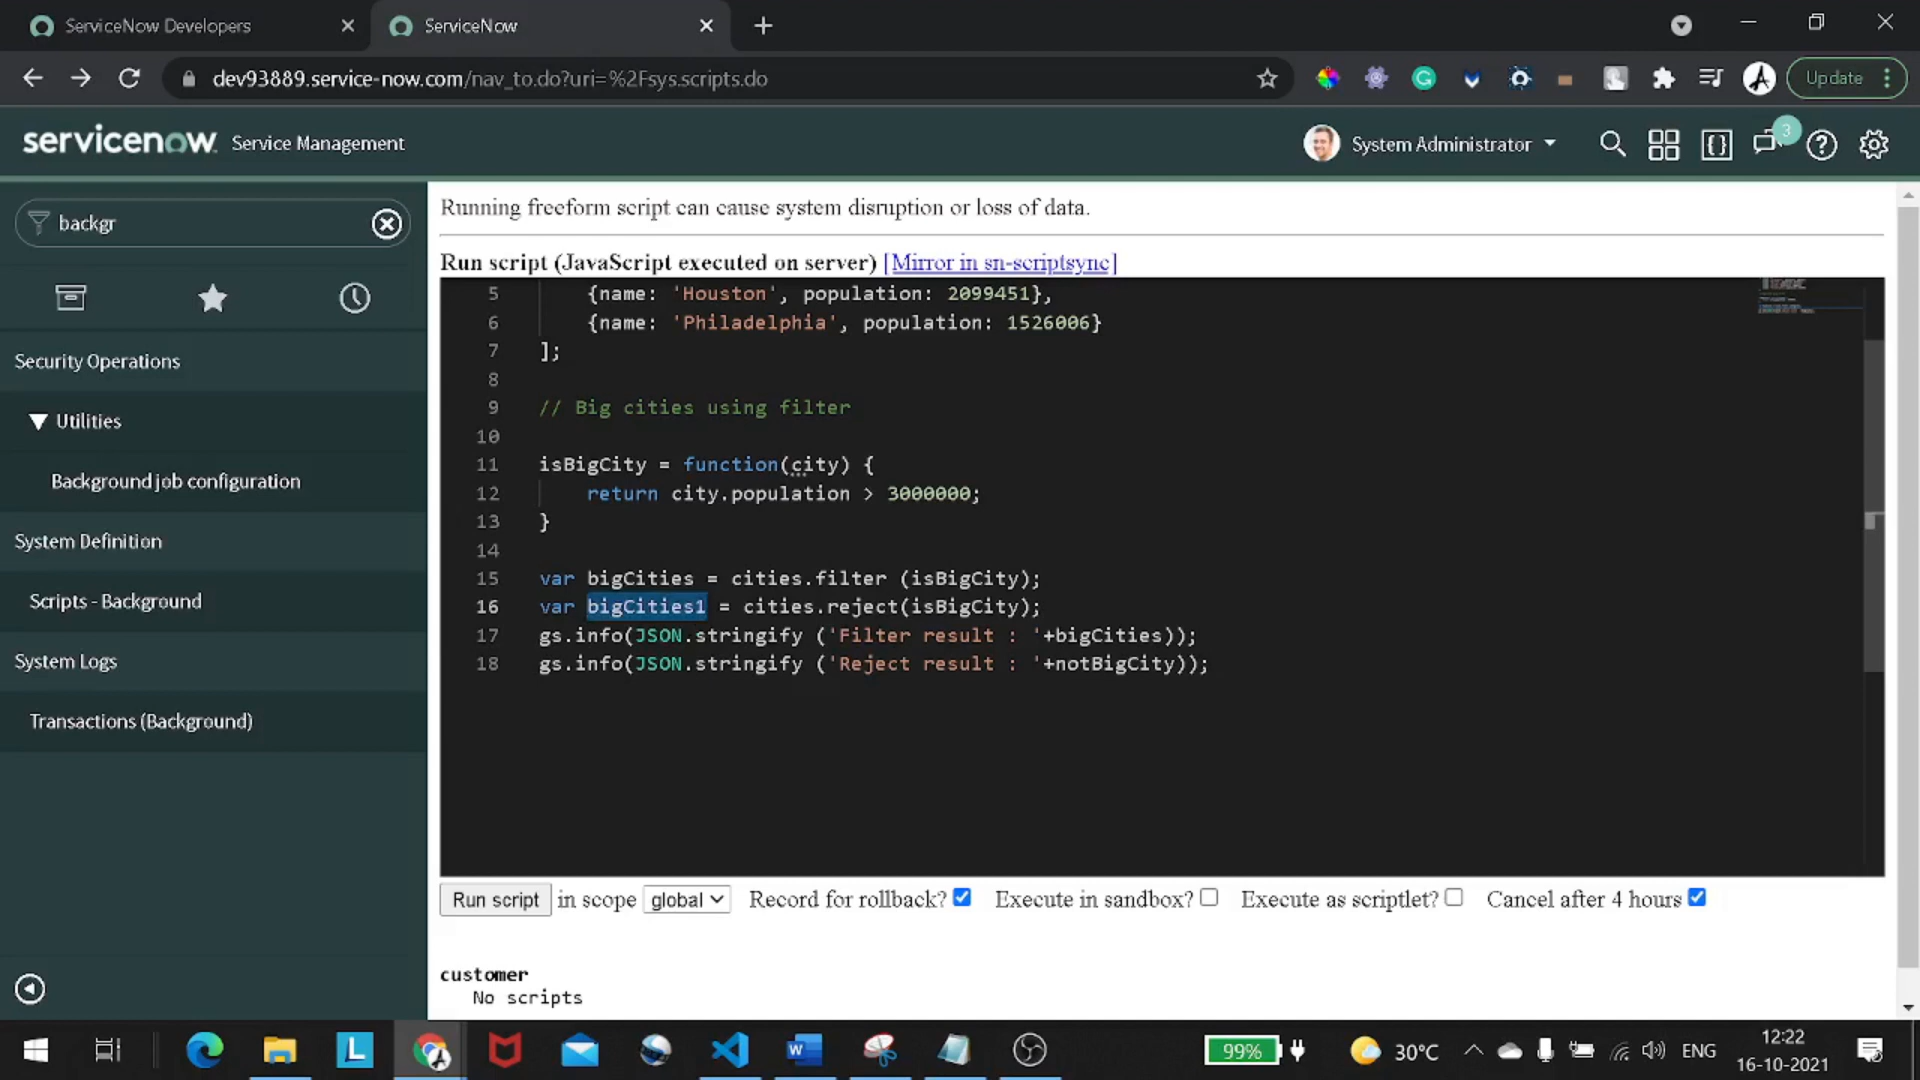 ServiceNow Developers
ServiceNow
dev93889.service-now.com/nav_to.do?uri=%2Fsys.scripts.do
Update
servicenow. Service Management
System Administrator
3
backgr
Security Operations
Utilities
Background job configuration
System Definition
Scripts - Background
System Logs
Transactions (Background)
Running freeform script can cause system disruption or loss of data.
Run script (JavaScript executed on server) [Mirror in sn-scriptsync]
5 {name: 'Houston', population: 2099451},
6 {name: 'Philadelphia', population: 1526006}
7 ];
8
9 // Big cities using filter
10
11 isBigCity = function(city) {
12 return city.population > 3000000;
13 }
14
15 var bigCities = cities.filter (isBigCity);
16 var bigCities1 = cities.reject(isBigCity);
17 gs.info(JSON.stringify ('Filter result : '+bigCities));
18 gs.info(JSON.stringify ('Reject result : '+notBigCity));
Run script in scope global Record for rollback? Execute in sandbox? Execute as scriptlet? Cancel after 4 hours
customer
No scripts
99% 30°C ENG
12:22
16-10-2021